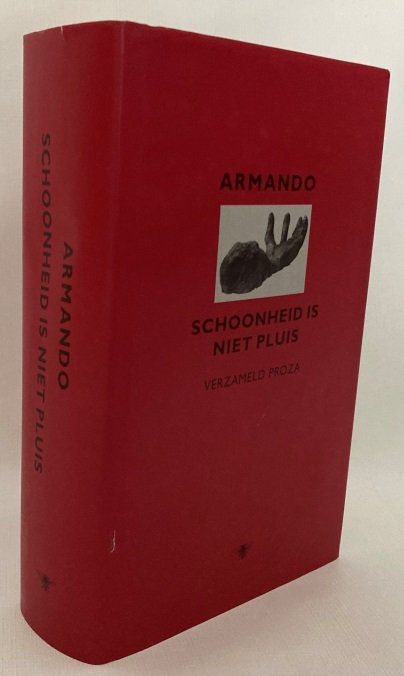 ARMANDO
SCHOONHEID IS NIET PLUIS
ARMANDO
SCHOONHEID IS
NIET PLUIS
VERZAMELD PROZA